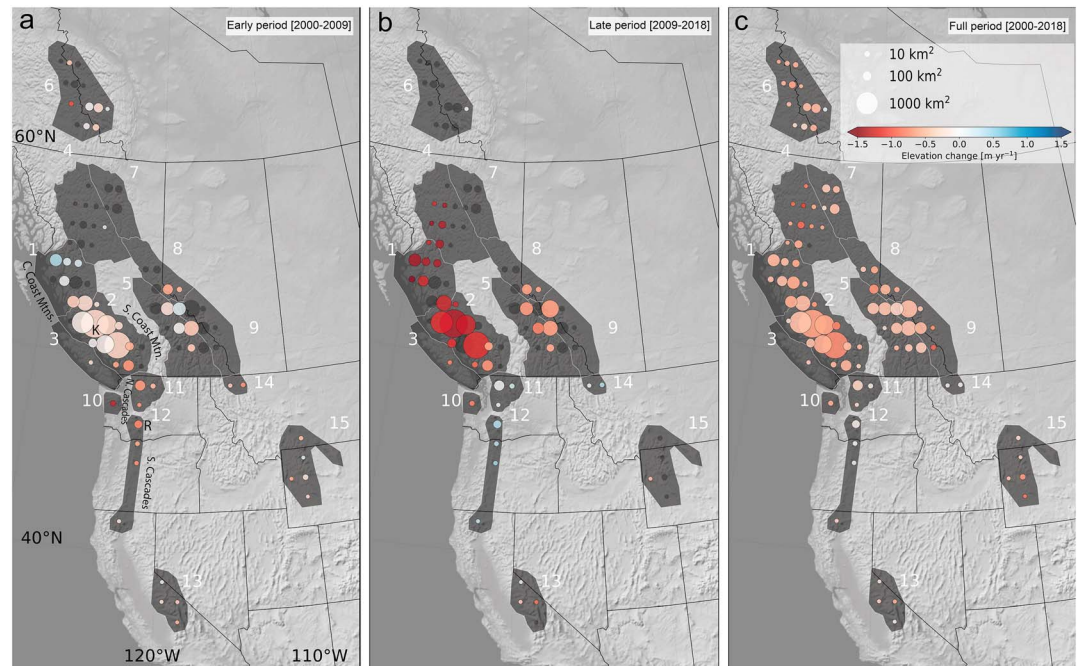 a
Early period [2000-2009]
6
60°N
4
7
1
8
C. Coast Mtns.
5
2
S. Coast Mtn.
K
3
9
14
11
10
12
R
15
S. Cascades
40°N
13
120°W
110°W
b
Late period [2009-2018]
6
4
7
1
8
5
2
3
9
14
11
10
12
15
13
c
Full period [2000-2018]
10 km²
100 km²
1000 km²
−1.5 −1.0 −0.5 0.0 0.5 1.0 1.5
Elevation change [m yr⁻¹]
6
4
7
1
8
5
2
3
9
14
11
10
12
15
13